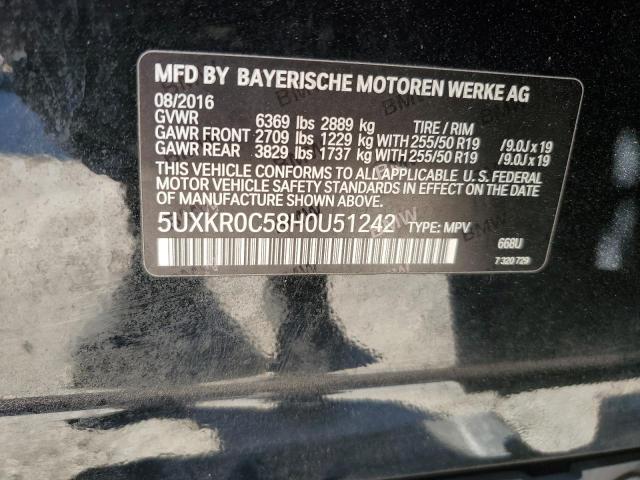 MFD BY BAYERISCHE MOTOREN WERKE AG
08/2016
GVWR 6369 lbs 2889 kg TIRE / RIM
GAWR FRONT 2709 lbs 1229 kg WITH 255/50 R19 /9.0J x 19
GAWR REAR 3829 lbs 1737 kg WITH 255/50 R19 /9.0J x 19
THIS VEHICLE CONFORMS TO ALL APPLICABLE U.S. FEDERAL
MOTOR VEHICLE SAFETY STANDARDS IN EFFECT ON THE DATE OF
MANUFACTURE SHOWN ABOVE.
5UXKR0C58H0U51242 TYPE: MPV
668U
7 320 729